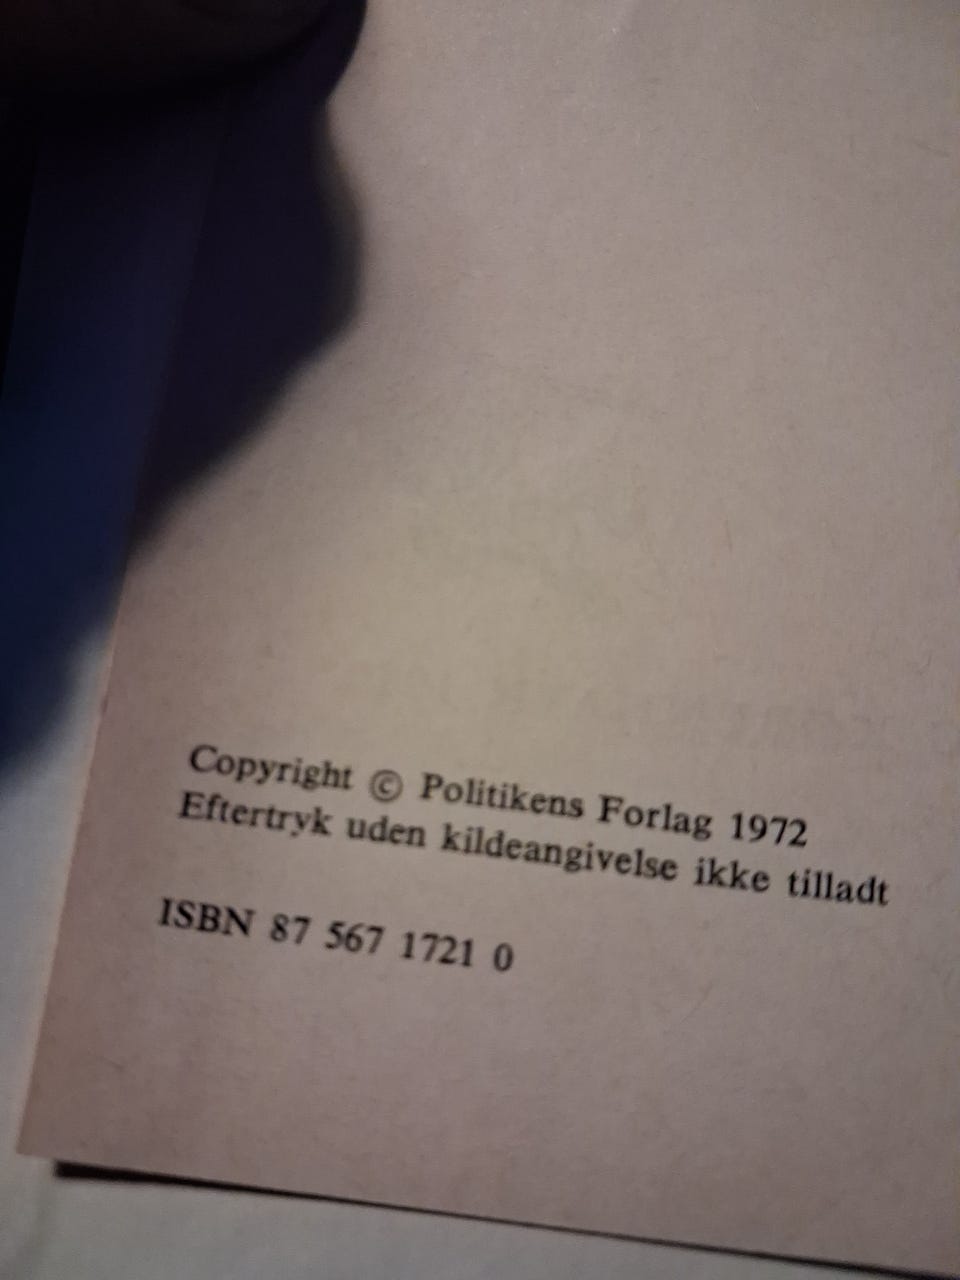 Copyright © Politikens Forlag 1972
Eftertryk uden kildeangivelse ikke tilladt
ISBN 87 567 1721 0